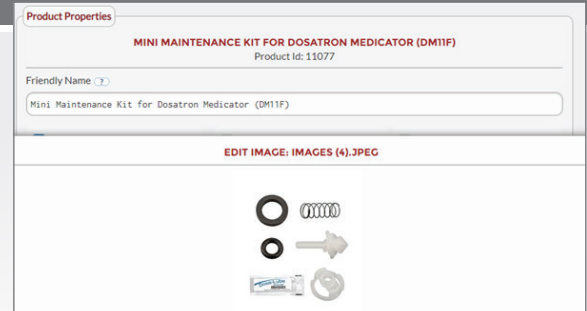 Product Properties
MINI MAINTENANCE KIT FOR DOSATRON MEDICATOR (DM11F)
Product Id: 11077
Friendly Name ?
Mini Maintenance Kit for Dosatron Medicator (DM11F)
EDIT IMAGE: IMAGES (4).JPEG